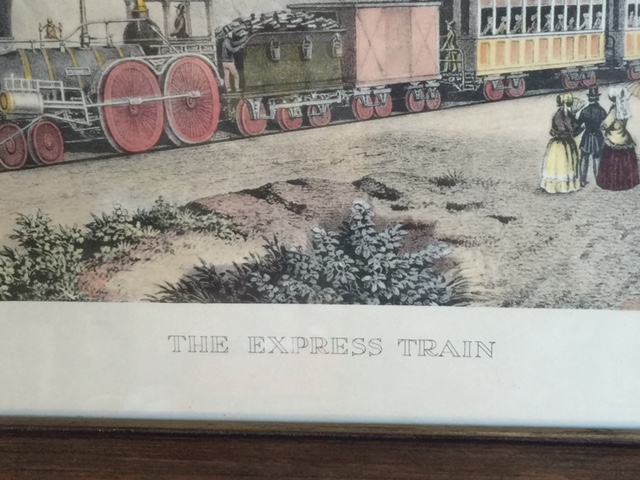 THE EXPRESS TRAIN